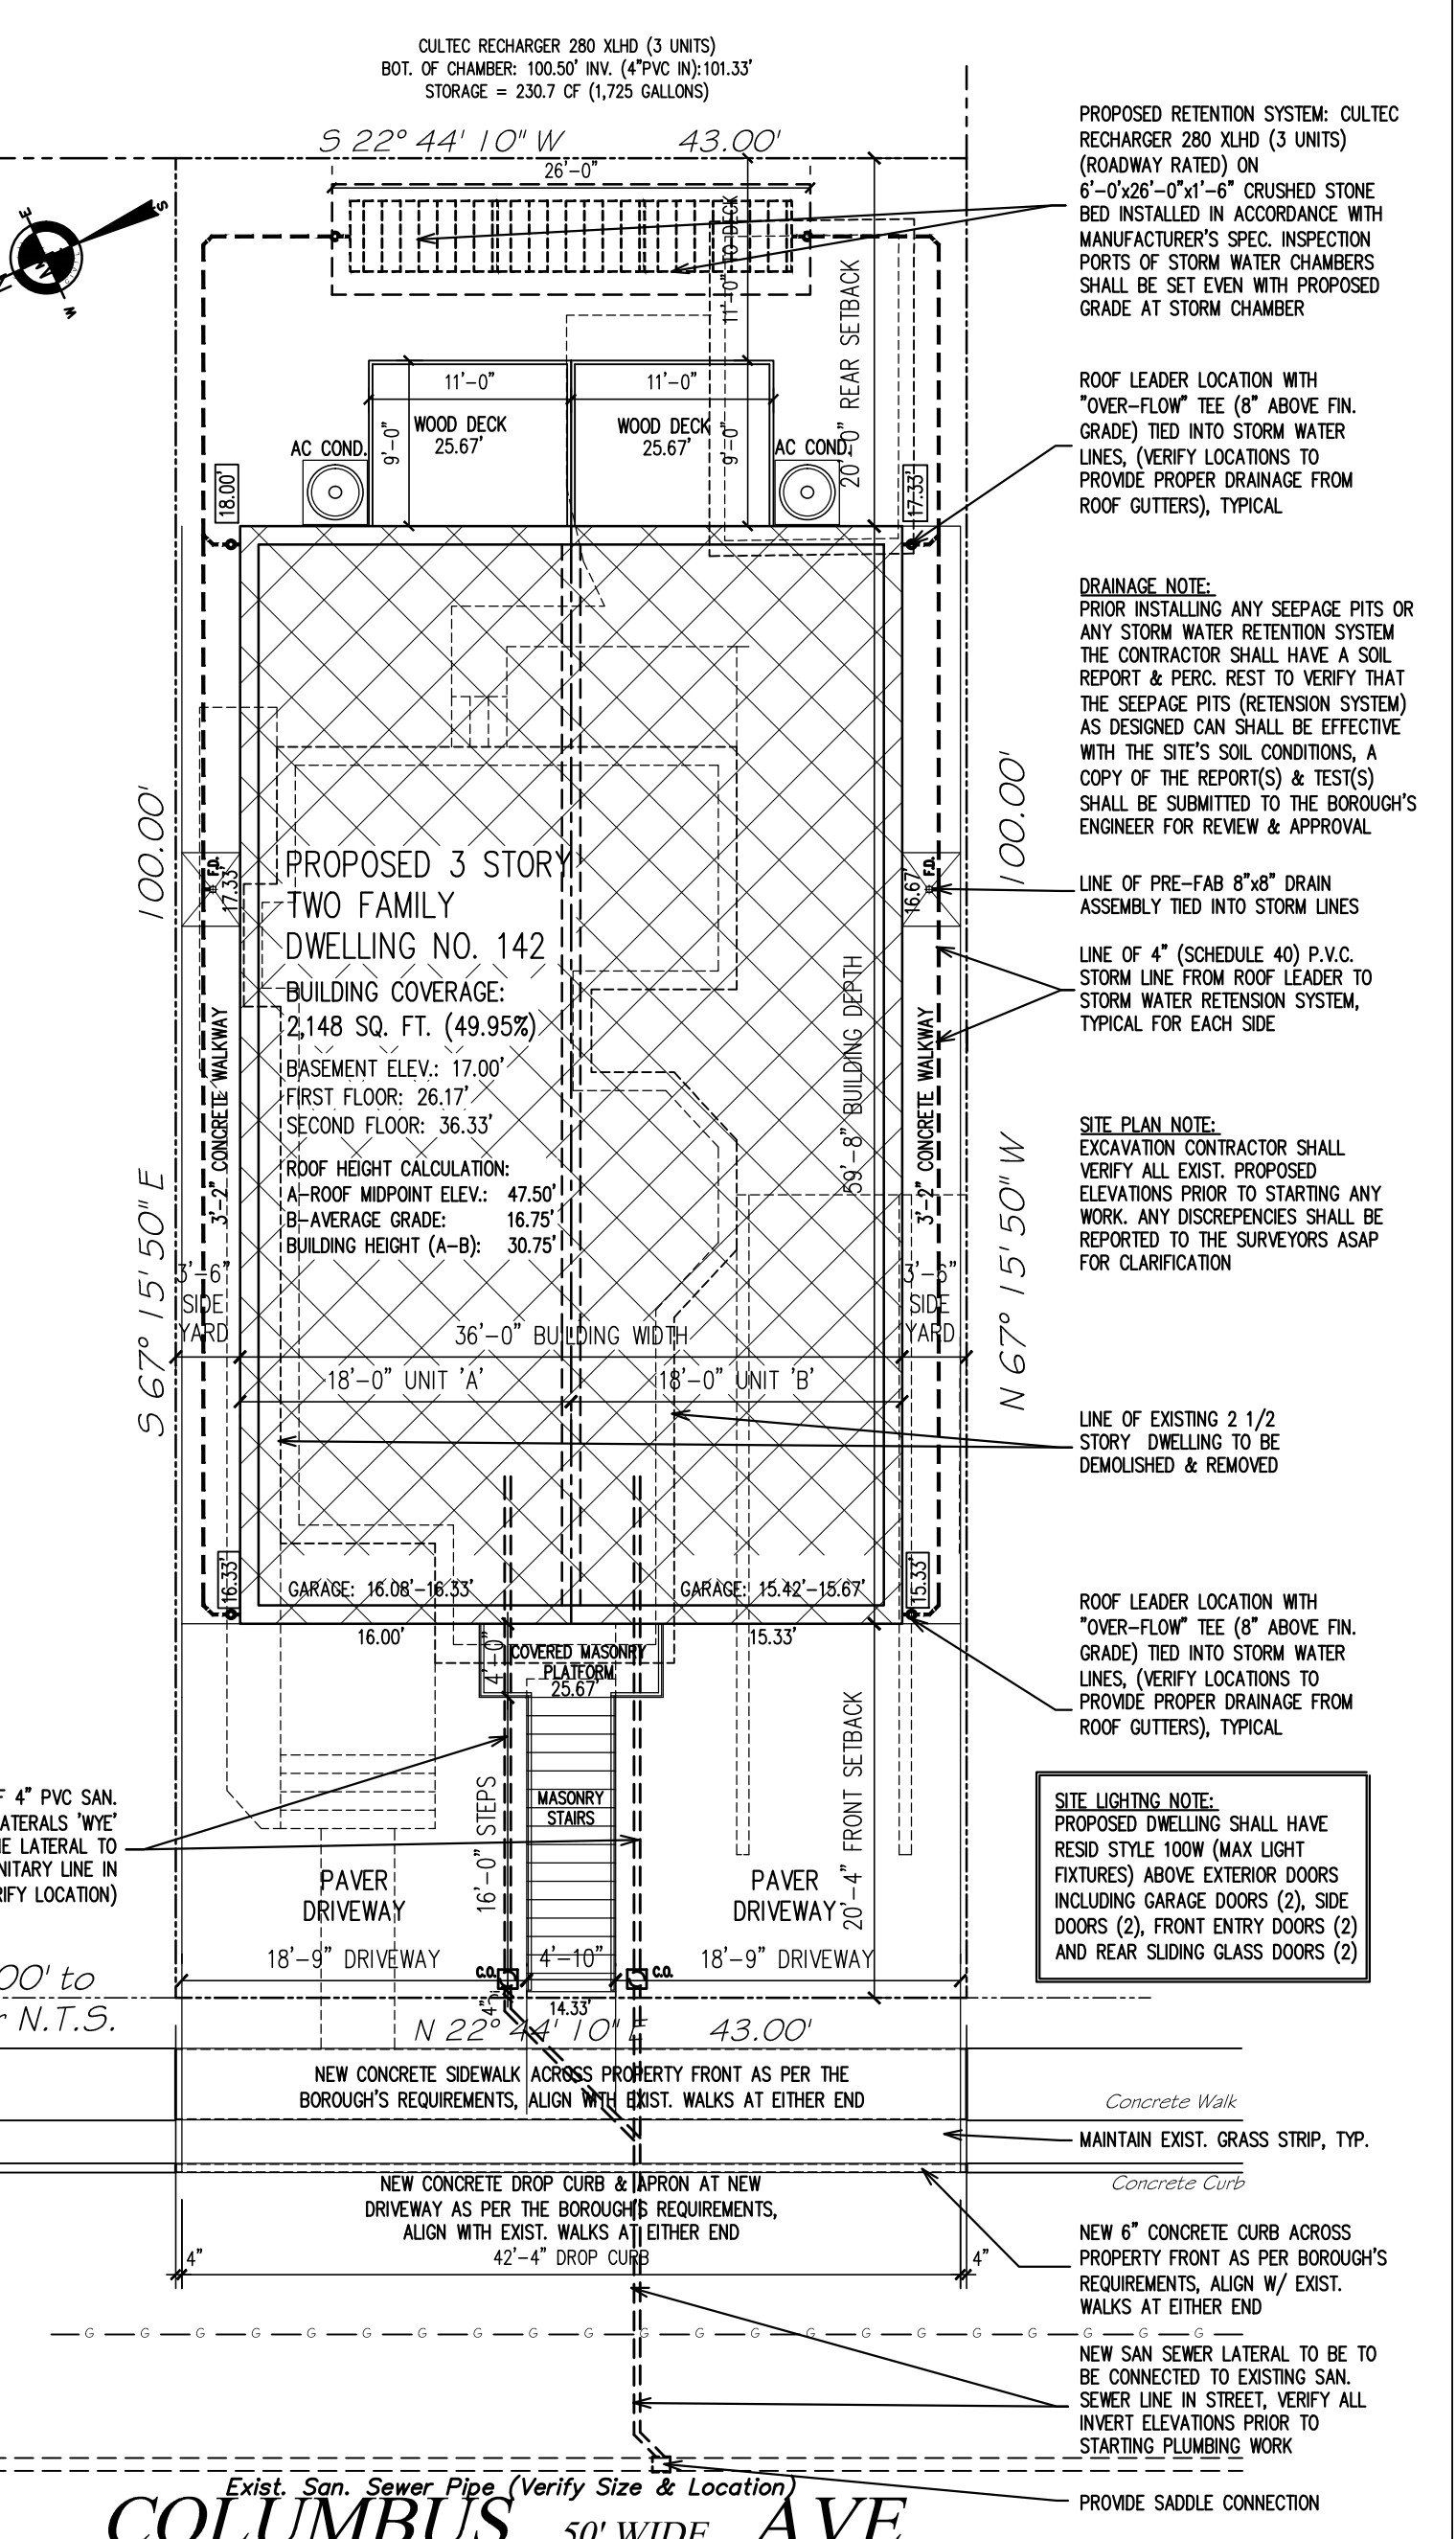 CULTEC RECHARGER 280 XLHD (3 UNITS)
BOT. OF CHAMBER: 100.50' INV. (4"PVC IN):101.33'
STORAGE = 230.7 CF (1,725 GALLONS)
S 22° 44' 10" W 43.00'
26'-0"
PROPOSED RETENTION SYSTEM: CULTEC
RECHARGER 280 XLHD (3 UNITS)
(ROADWAY RATED) ON
6'-0'x26'-0"x1'-6" CRUSHED STONE
BED INSTALLED IN ACCORDANCE WITH
MANUFACTURER'S SPEC. INSPECTION
PORTS OF STORM WATER CHAMBERS
SHALL BE SET EVEN WITH PROPOSED
GRADE AT STORM CHAMBER
S
E
W
11'-0" TO DECK
20'-0" REAR SETBACK
11'-0"
11'-0"
WOOD DECK
25.67'
WOOD DECK
25.67'
9'-0"
9'-0"
AC COND.
AC COND.
18.00'
17.33'
ROOF LEADER LOCATION WITH
"OVER-FLOW" TEE (8" ABOVE FIN.
GRADE) TIED INTO STORM WATER
LINES, (VERIFY LOCATIONS TO
PROVIDE PROPER DRAINAGE FROM
ROOF GUTTERS), TYPICAL
DRAINAGE NOTE:
PRIOR INSTALLING ANY SEEPAGE PITS OR
ANY STORM WATER RETENTION SYSTEM
THE CONTRACTOR SHALL HAVE A SOIL
REPORT & PERC. REST TO VERIFY THAT
THE SEEPAGE PITS (RETENSION SYSTEM)
AS DESIGNED CAN SHALL BE EFFECTIVE
WITH THE SITE'S SOIL CONDITIONS, A
COPY OF THE REPORT(S) & TEST(S)
SHALL BE SUBMITTED TO THE BOROUGH'S
ENGINEER FOR REVIEW & APPROVAL
100.00'
100.00'
F.D.
17.33'
16.67'
F.D.
PROPOSED 3 STORY
TWO FAMILY
DWELLING NO. 142
BUILDING COVERAGE:
2,148 SQ. FT. (49.95%)
BASEMENT ELEV.: 17.00'
FIRST FLOOR: 26.17'
SECOND FLOOR: 36.33'
ROOF HEIGHT CALCULATION:
A-ROOF MIDPOINT ELEV.: 47.50'
B-AVERAGE GRADE: 16.75'
BUILDING HEIGHT (A-B): 30.75'
59'-8" BUILDING DEPTH
3'-2" CONCRETE WALKWAY
3'-2" CONCRETE WALKWAY
LINE OF PRE-FAB 8"x8" DRAIN
ASSEMBLY TIED INTO STORM LINES
LINE OF 4" (SCHEDULE 40) P.V.C.
STORM LINE FROM ROOF LEADER TO
STORM WATER RETENSION SYSTEM,
TYPICAL FOR EACH SIDE
SITE PLAN NOTE:
EXCAVATION CONTRACTOR SHALL
VERIFY ALL EXIST. PROPOSED
ELEVATIONS PRIOR TO STARTING ANY
WORK. ANY DISCREPENCIES SHALL BE
REPORTED TO THE SURVEYORS ASAP
FOR CLARIFICATION
S 67° 15' 50" E
N 67° 15' 50" W
3'-6"
SIDE
YARD
3'-6"
SIDE
YARD
36'-0" BUILDING WIDTH
18'-0" UNIT 'A'
18'-0" UNIT 'B'
LINE OF EXISTING 2 1/2
STORY DWELLING TO BE
DEMOLISHED & REMOVED
16.33'
15.33'
GARAGE: 16.08'-16.33'
GARAGE: 15.42'-15.67'
16.00'
15.33'
4'-0"
COVERED MASONRY
PLATFORM
25.67'
ROOF LEADER LOCATION WITH
"OVER-FLOW" TEE (8" ABOVE FIN.
GRADE) TIED INTO STORM WATER
LINES, (VERIFY LOCATIONS TO
PROVIDE PROPER DRAINAGE FROM
ROOF GUTTERS), TYPICAL
4" PVC SAN.
LATERALS 'WYE'
LATERAL TO
LINE IN
LOCATION)
MASONRY
STAIRS
16'-0" STEPS
20'-4" FRONT SETBACK
PAVER
DRIVEWAY
PAVER
DRIVEWAY
18'-9" DRIVEWAY
4'-10"
18'-9" DRIVEWAY
SITE LIGHTNG NOTE:
PROPOSED DWELLING SHALL HAVE
RESID STYLE 100W (MAX LIGHT
FIXTURES) ABOVE EXTERIOR DOORS
INCLUDING GARAGE DOORS (2), SIDE
DOORS (2), FRONT ENTRY DOORS (2)
AND REAR SLIDING GLASS DOORS (2)
C.O.
C.O.
4"
14.33'
00' to
N.T.S.
N 22° 44' 10" E 43.00'
NEW CONCRETE SIDEWALK ACROSS PROPERTY FRONT AS PER THE
BOROUGH'S REQUIREMENTS, ALIGN WITH EXIST. WALKS AT EITHER END
Concrete Walk
MAINTAIN EXIST. GRASS STRIP, TYP.
Concrete Curb
NEW CONCRETE DROP CURB & APRON AT NEW
DRIVEWAY AS PER THE BOROUGH'S REQUIREMENTS,
ALIGN WITH EXIST. WALKS AT EITHER END
4"
42'-4" DROP CURB
4"
NEW 6" CONCRETE CURB ACROSS
PROPERTY FRONT AS PER BOROUGH'S
REQUIREMENTS, ALIGN W/ EXIST.
WALKS AT EITHER END
G G G G G G G G G G G G G G G G G G G G G
NEW SAN SEWER LATERAL TO BE TO
BE CONNECTED TO EXISTING SAN.
SEWER LINE IN STREET, VERIFY ALL
INVERT ELEVATIONS PRIOR TO
STARTING PLUMBING WORK
Exist. San. Sewer Pipe (Verify Size & Location)
PROVIDE SADDLE CONNECTION
COLUMBUS 50' WIDE AVE